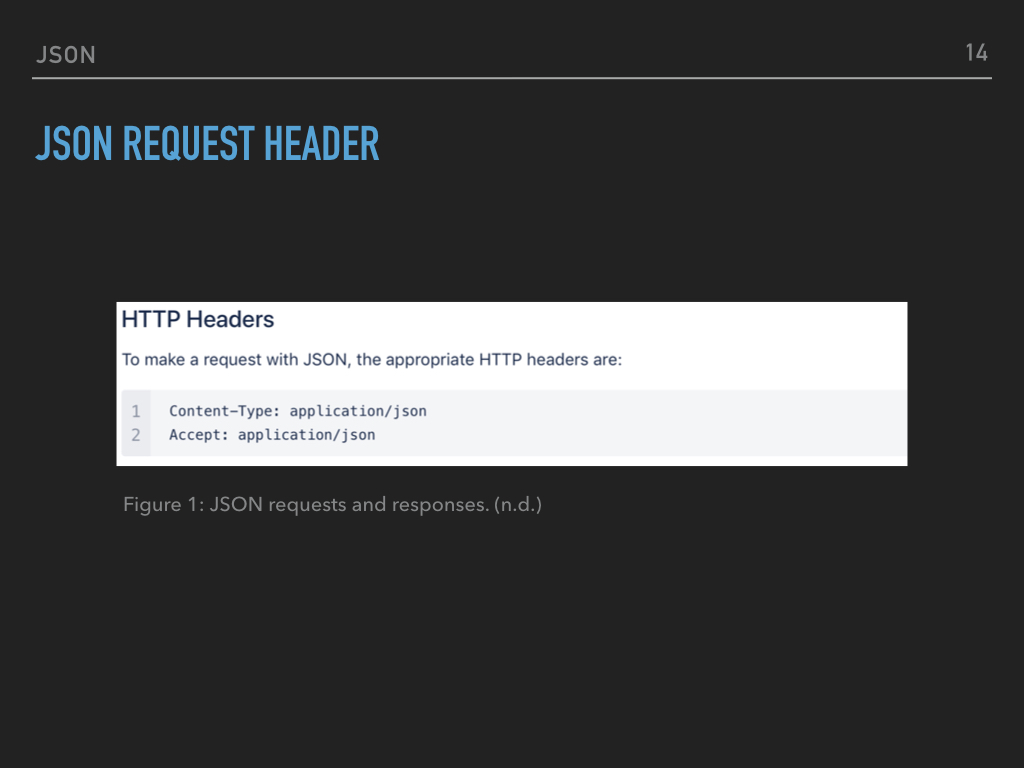 JSON
14
JSON REQUEST HEADER
HTTP Headers
To make a request with JSON, the appropriate HTTP headers are:
1 Content-Type: application/json
2 Accept: application/json
Figure 1: JSON requests and responses. (n.d.)